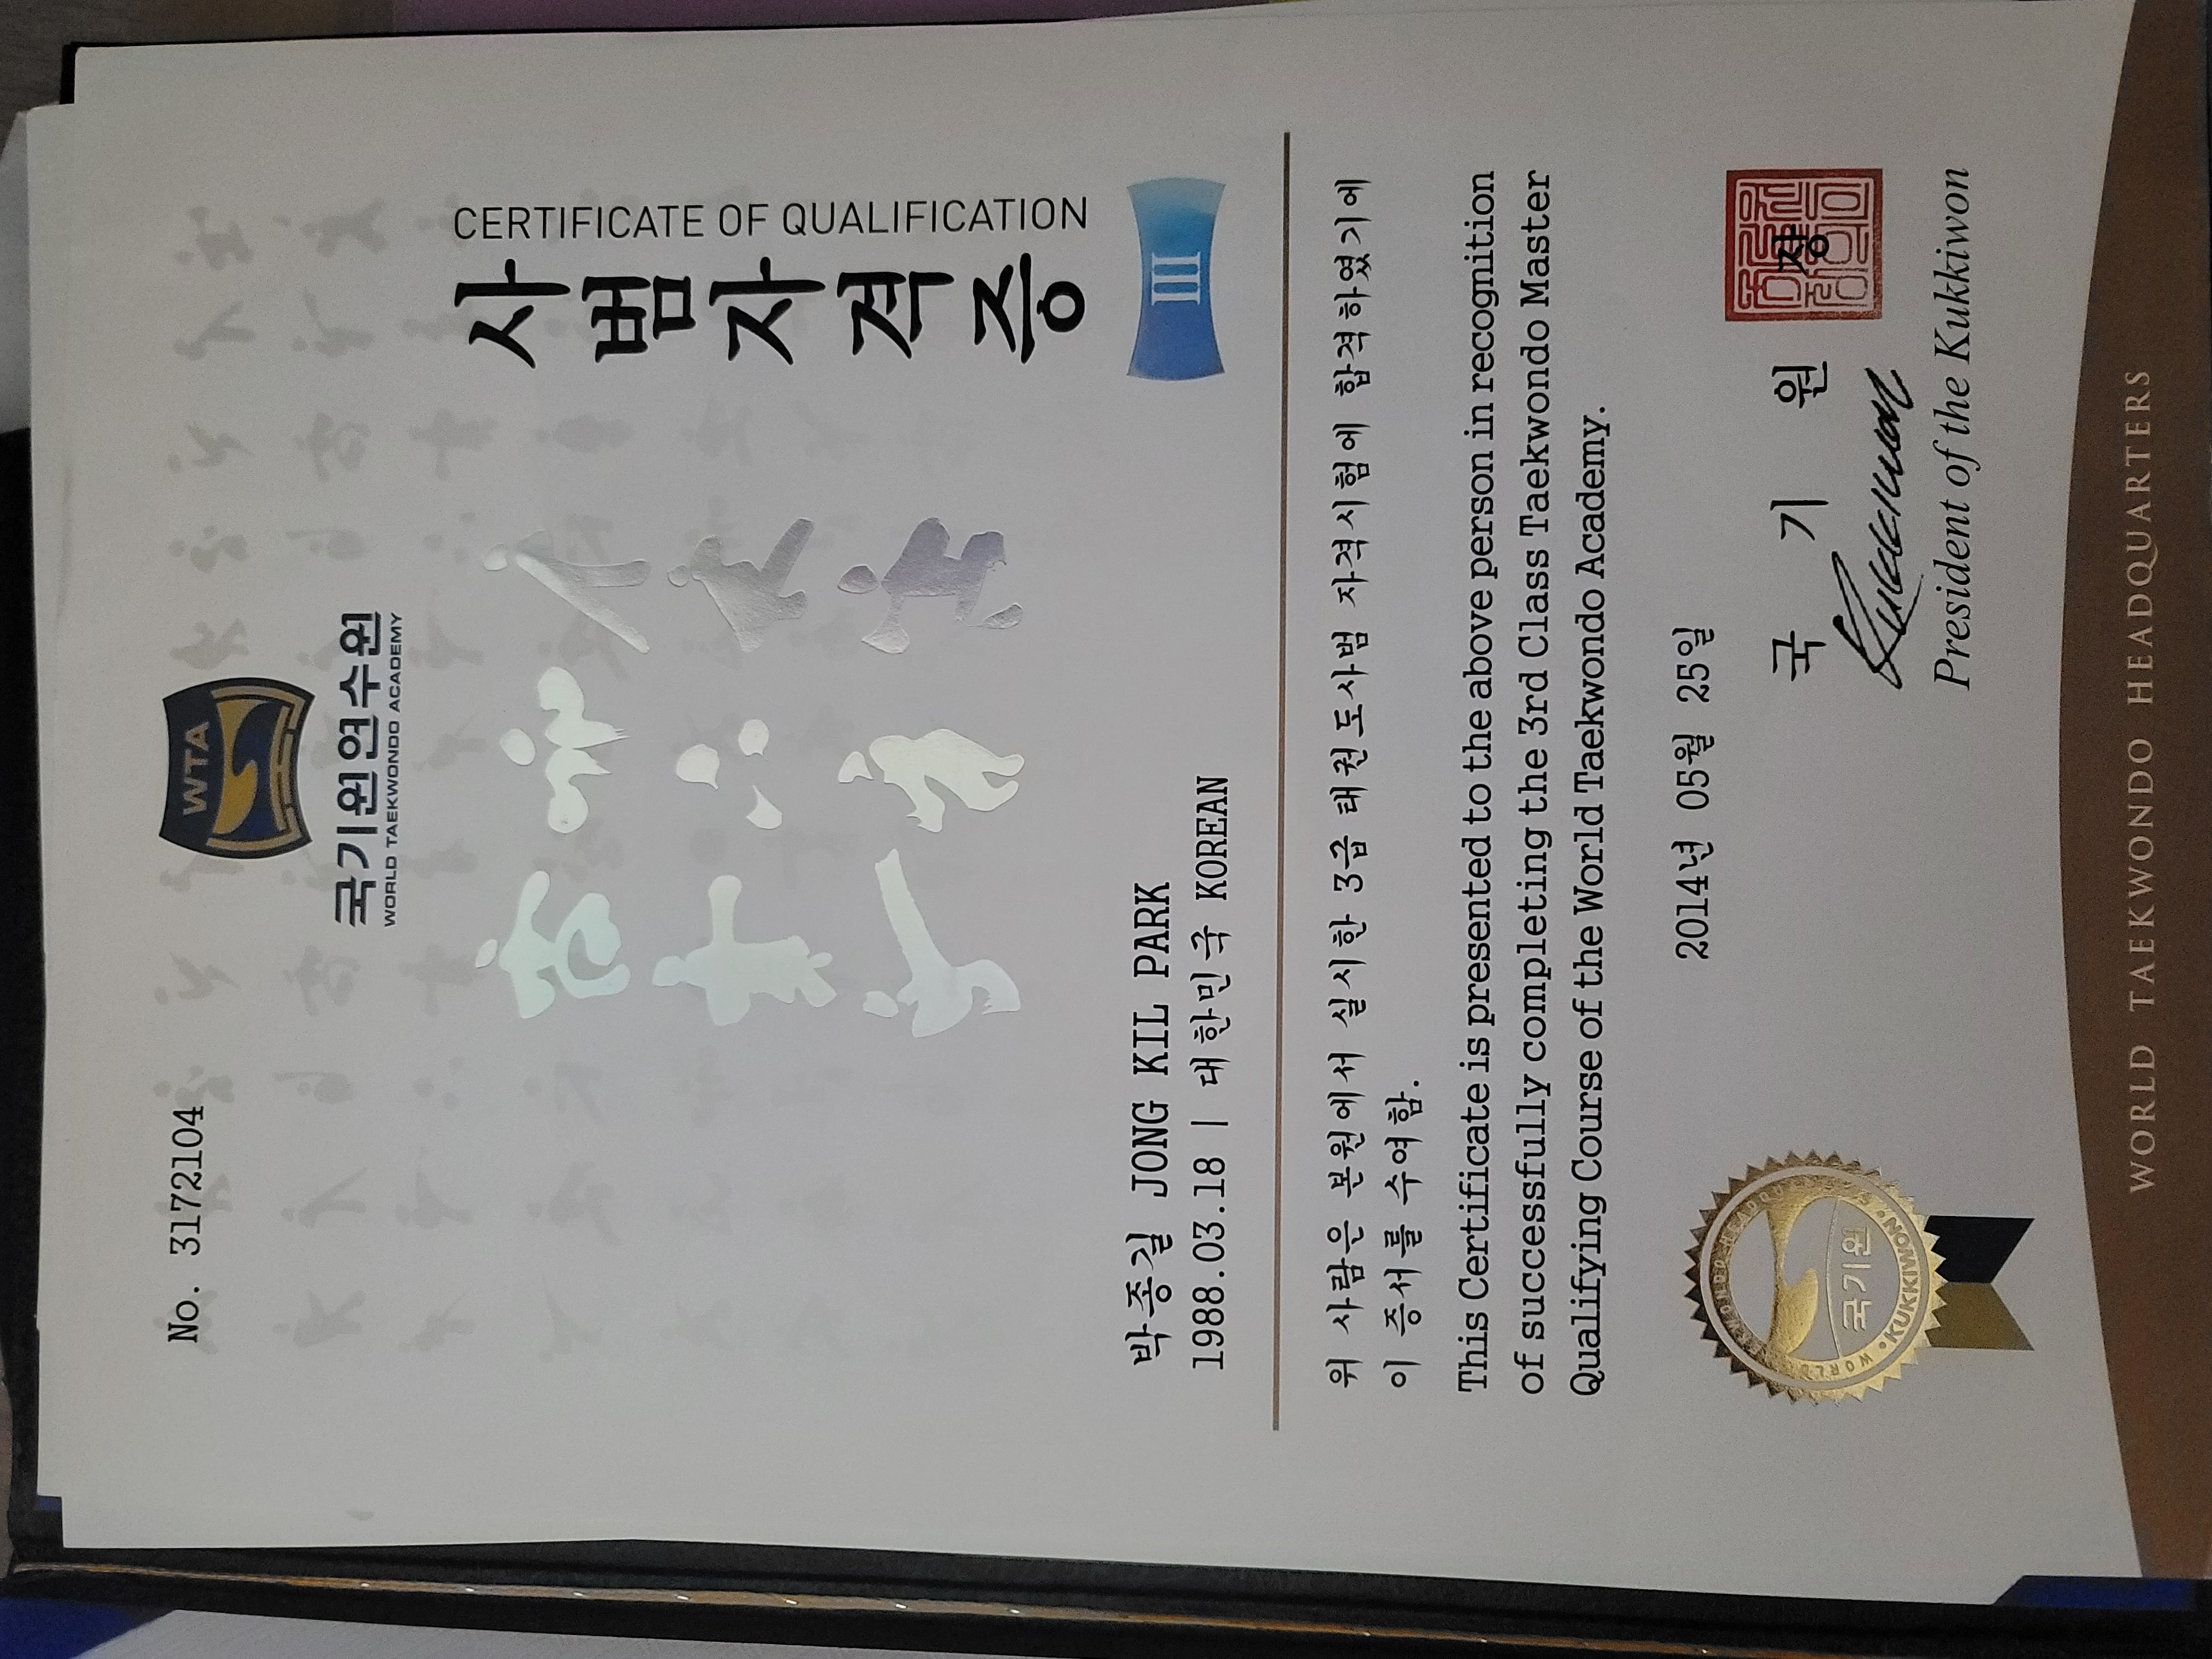 No. 3172104
WTA
국기원연수원
WORLD TAEKWONDO ACADEMY
CERTIFICATE OF QUALIFICATION
사범자격증
III
박종길 JONG KIL PARK
1988.03.18 | 대한민국 KOREAN
위 사람은 본원에서 실시한 3급 태권도사범 자격시험에 합격하였기에
이 증서를 수여함.
This Certificate is presented to the above person in recognition
of successfully completing the 3rd Class Taekwondo Master
Qualifying Course of the World Taekwondo Academy.
2014년 05월 25일
국 기 원 장
President of the Kukkiwon
국기원
KUKKIWON
WORLD TAEKWONDO HEADQUARTERS